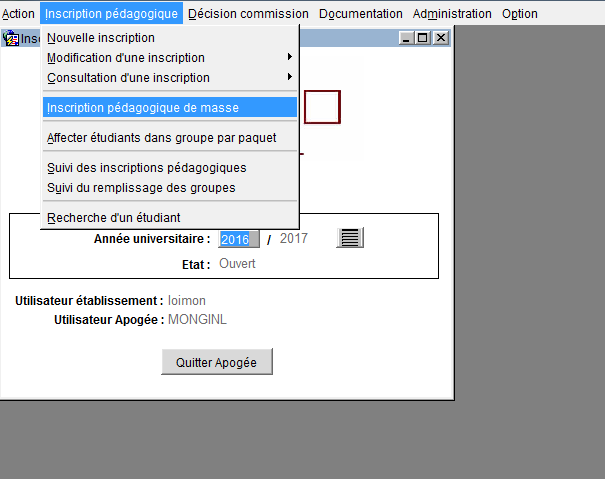 Action Inscription pédagogique Décision commission Documentation Administration Option
Nouvelle inscription
Modification d'une inscription
Consultation d'une inscription
Inscription pédagogique de masse
Affecter étudiants dans groupe par paquet
Suivi des inscriptions pédagogiques
Suivi du remplissage des groupes
Recherche d'un étudiant
Année universitaire : 2016 / 2017
Etat : Ouvert
Utilisateur établissement : loimon
Utilisateur Apogée : MONGINL
Quitter Apogée